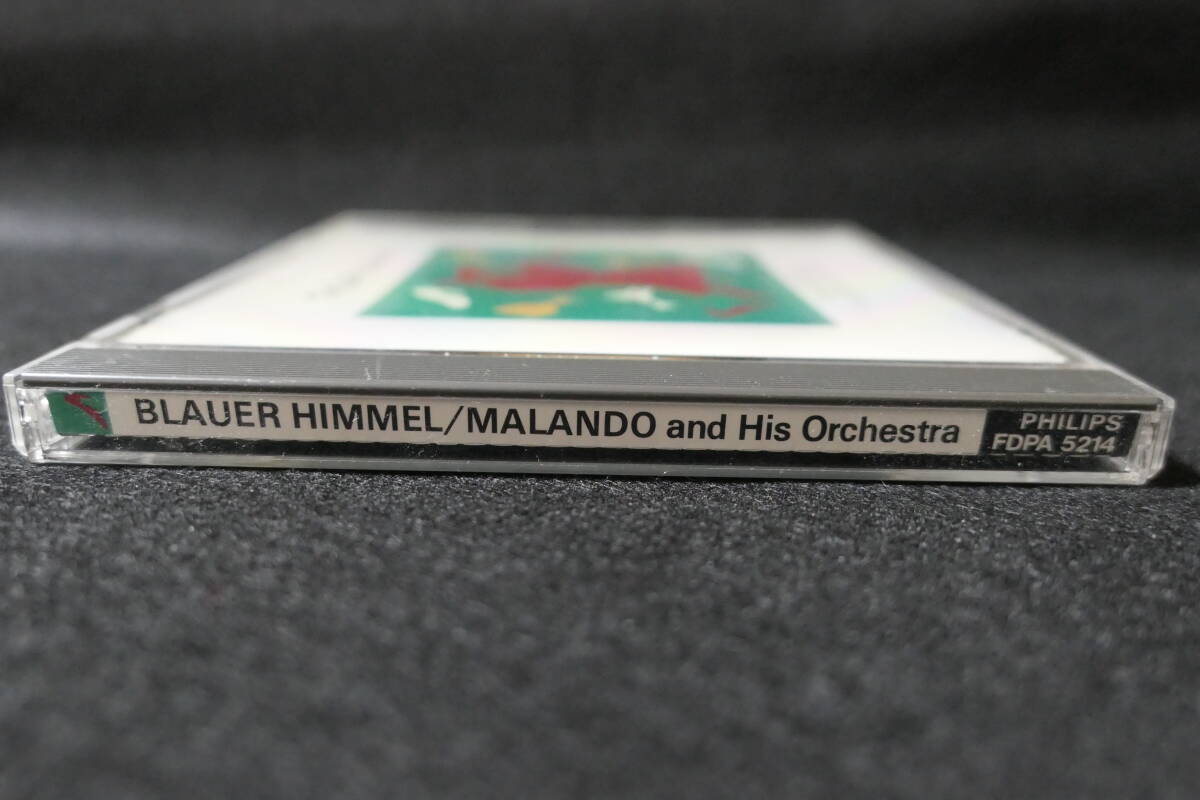 BLAUER HIMMEL/MALANDO and His Orchestra
PHILIPS
FDPA 5214